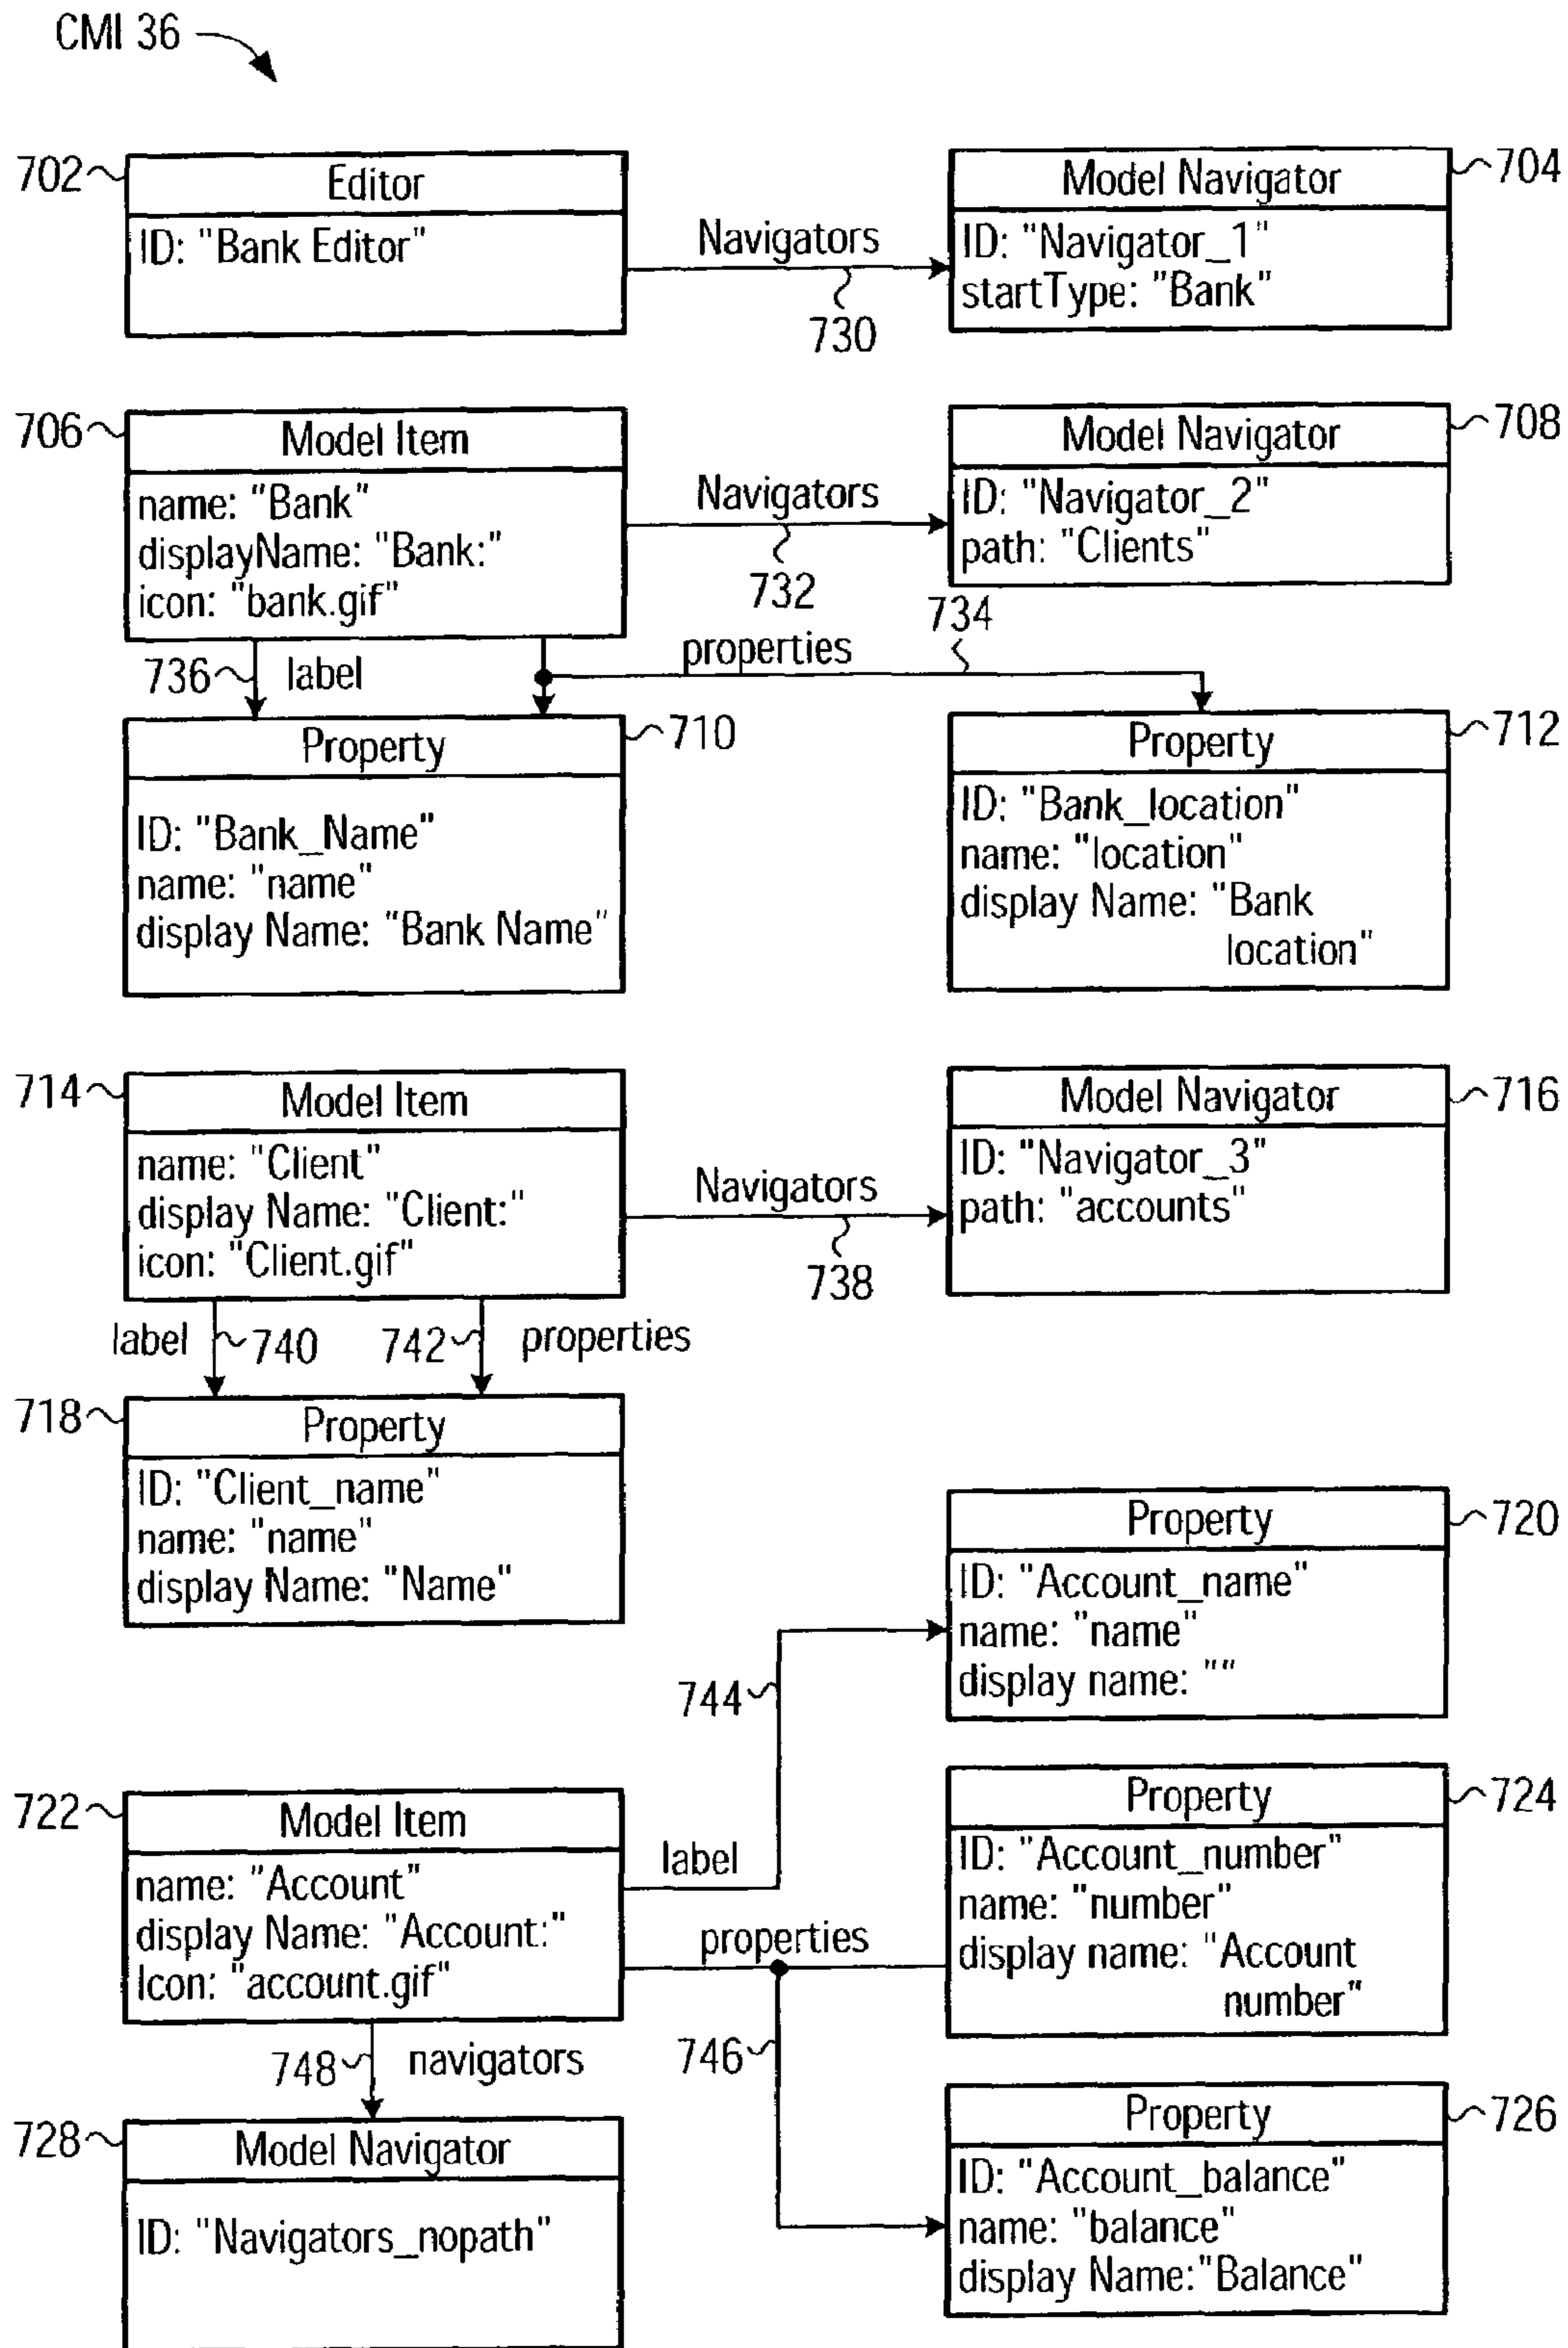 CMI 36
702
Editor
ID: "Bank Editor"
Navigators
730
704
Model Navigator
ID: "Navigator_1"
startType: "Bank"
706
Model Item
name: "Bank"
displayName: "Bank:"
icon: "bank.gif"
Navigators
732
708
Model Navigator
ID: "Navigator_2"
path: "Clients"
734
properties
736
label
710
Property
ID: "Bank_Name"
name: "name"
display Name: "Bank Name"
712
Property
ID: "Bank_location"
name: "location"
display Name: "Bank
location"
714
Model Item
name: "Client"
display Name: "Client:"
icon: "Client.gif"
Navigators
738
716
Model Navigator
ID: "Navigator_3"
path: "accounts"
label
740
742
properties
718
Property
ID: "Client_name"
name: "name"
display Name: "Name"
720
Property
ID: "Account_name"
name: "name"
display name: ""
744
722
Model Item
name: "Account"
display Name: "Account:"
Icon: "account.gif"
label
properties
724
Property
ID: "Account_number"
name: "number"
display name: "Account
number"
746
748
navigators
726
Property
ID: "Account_balance"
name: "balance"
display Name:"Balance"
728
Model Navigator
ID: "Navigators_nopath"